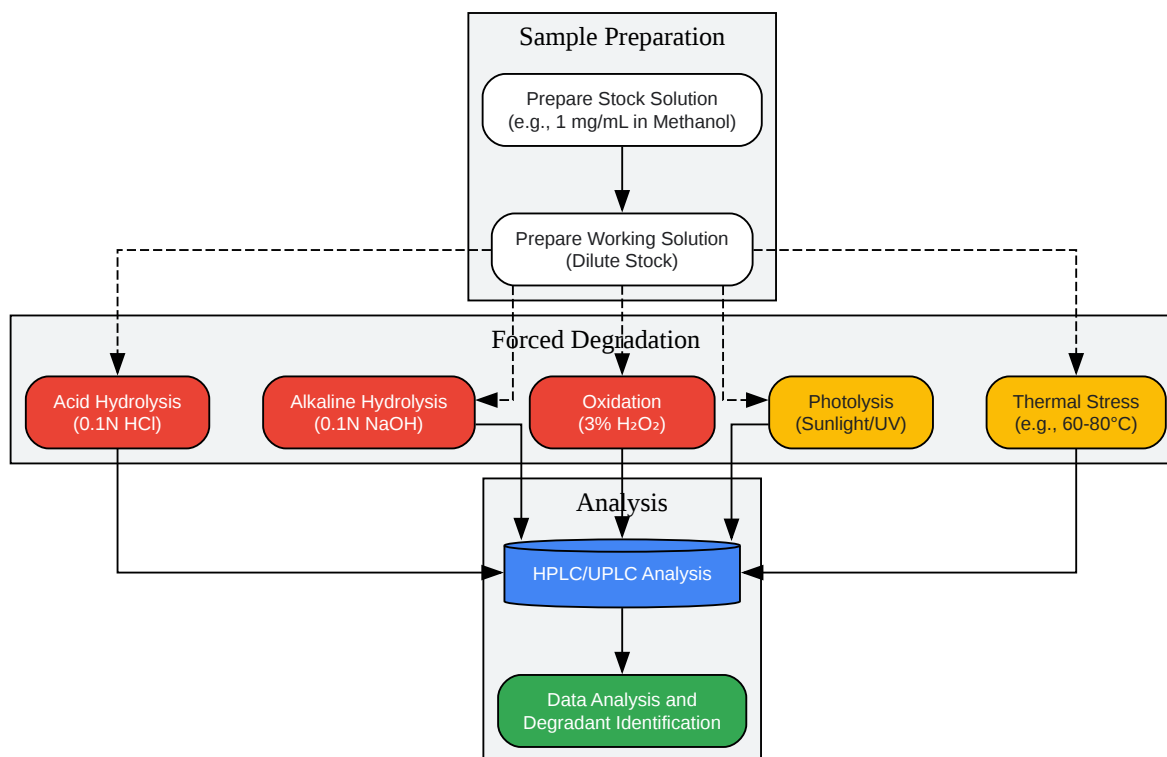 Sample Preparation
Prepare Stock Solution
(e.g., 1 mg/mL in Methanol)
Prepare Working Solution
(Dilute Stock)
Forced Degradation
Acid Hydrolysis
(0.1N HCl)
Alkaline Hydrolysis
(0.1N NaOH)
Oxidation
(3% H₂O₂)
Photolysis
(Sunlight/UV)
Thermal Stress
(e.g., 60-80°C)
Analysis
HPLC/UPLC Analysis
Data Analysis and
Degradant Identification